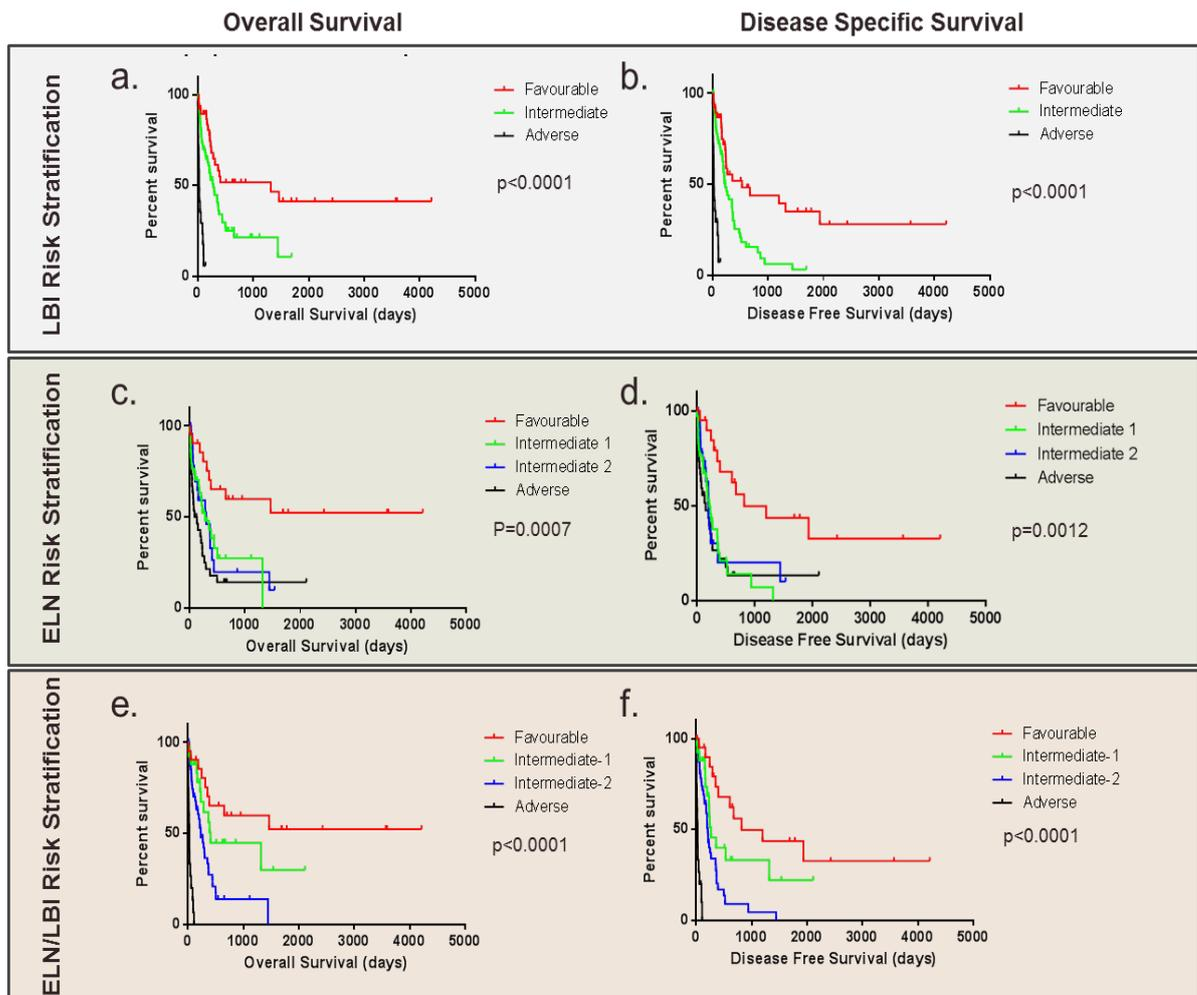 Overall Survival
Disease Specific Survival
LBI Risk Stratification
a.
100
50
0
Percent survival
0 1000 2000 3000 4000 5000
Overall Survival (days)
Favourable
Intermediate
Adverse
p<0.0001
b.
100
50
0
Percent survival
0 1000 2000 3000 4000 5000
Disease Free Survival (days)
Favourable
Intermediate
Adverse
p<0.0001
ELN Risk Stratification
c.
100
50
0
Percent survival
0 1000 2000 3000 4000 5000
Overall Survival (days)
Favourable
Intermediate 1
Intermediate 2
Adverse
P=0.0007
d.
100
50
0
Percent survival
0 1000 2000 3000 4000 5000
Disease Free Survival (days)
Favourable
Intermediate 1
Intermediate 2
Adverse
p=0.0012
ELN/LBI Risk Stratification
e.
100
50
0
Percent survival
0 1000 2000 3000 4000 5000
Overall Survival (days)
Favourable
Intermediate-1
Intermediate-2
Adverse
p<0.0001
f.
100
50
0
Percent survival
0 1000 2000 3000 4000 5000
Disease Free Survival (days)
Favourable
Intermediate-1
Intermediate-2
Adverse
p<0.0001